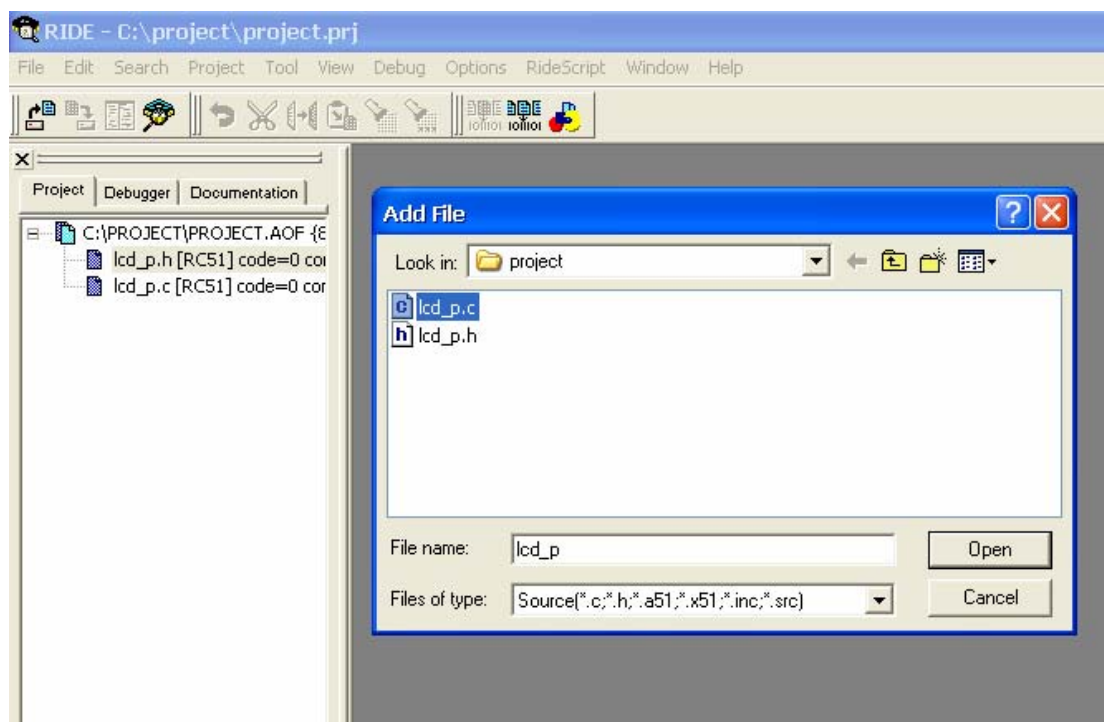 RIDE - C:\project\project.prj
File Edit Search Project Tool View Debug Options RideScript Window Help
Project Debugger Documentation
C:\PROJECT\PROJECT.AOF {8
lcd_p.h [RC51] code=0 cor
lcd_p.c [RC51] code=0 cor
Add File
Look in: project
lcd_p.c
lcd_p.h
File name: lcd_p
Open
Files of type: Source(*.c;*.h;*.a51;*.x51;*.inc;*.src)
Cancel